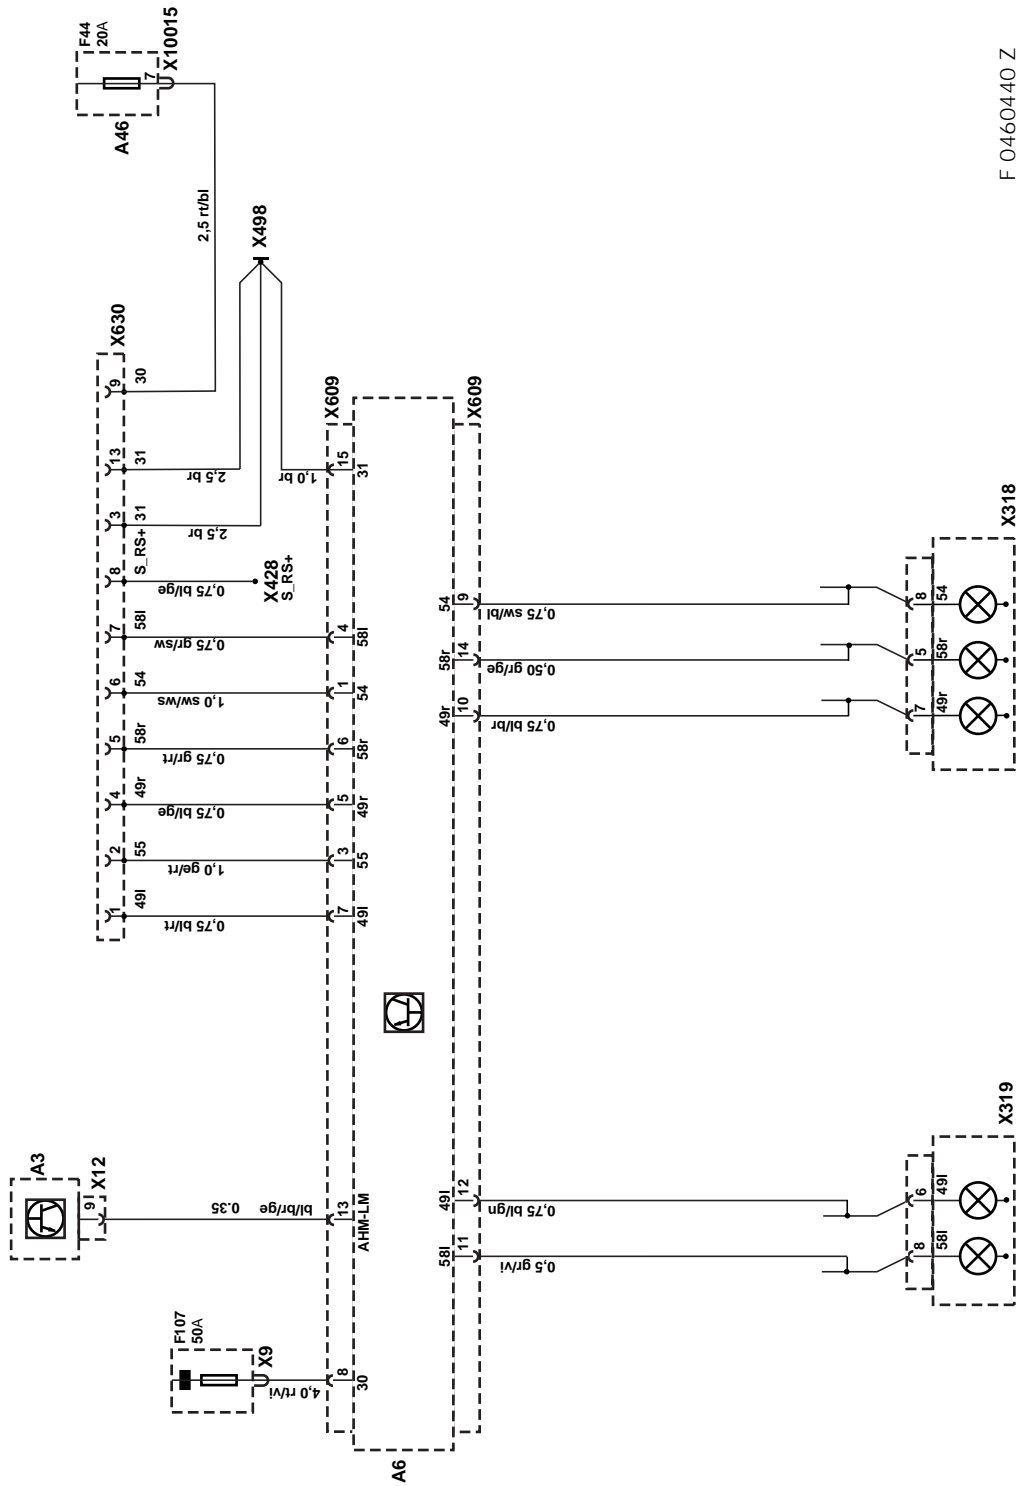 F44
20A
7
X10015
A46
2,5 rt/bl
X498
X630
9
30
13
31
2,5 br
3
31
2,5 br
8
S_RS+
0,75 bl/ge
X428
S_RS+
7
58l
0,75 gr/sw
6
54
1,0 sw/ws
5
58r
0,75 gr/rt
4
49r
0,75 bl/ge
2
55
1,0 ge/rt
1
49l
0,75 bl/rt
1,0 br
X609
15
31
4
58l
1
54
6
58r
5
49r
3
55
7
49l
13
AHM-LM
8
30
A3
9
X12
0.35
bl/br/ge
F107
50A
X9
4,0 rt/vi
A6
X609
54
9
0,75 sw/bl
58r
14
0,50 gr/ge
49r
10
0,75 bl/br
49l
12
0,75 bl/gn
58l
11
0,5 gr/vi
X318
8
54
5
58r
7
49r
X319
6
49l
8
58l
F 0460440 Z